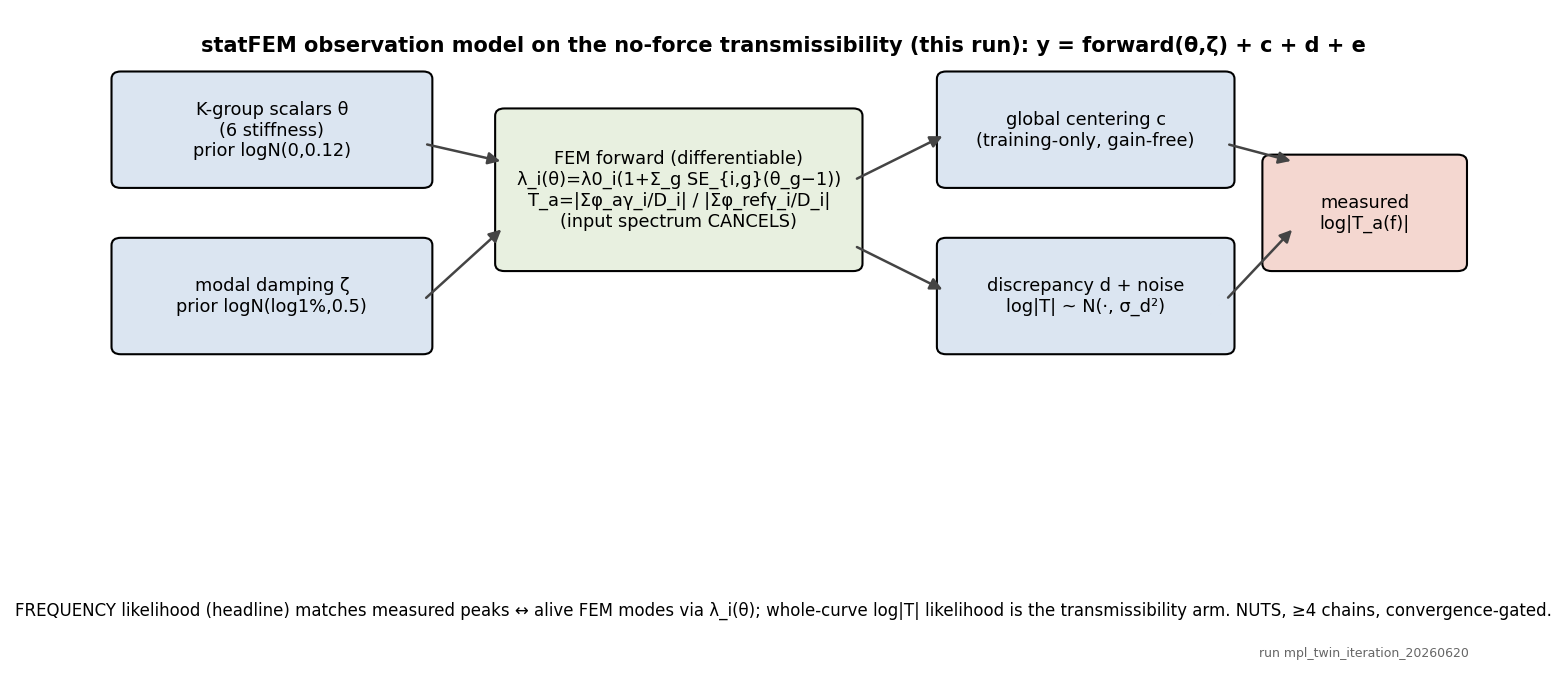 statFEM observation model on the no-force transmissibility (this run): y = forward(θ,ζ) + c + d + e
K-group scalars θ
(6 stiffness)
prior logN(0,0.12)
modal damping ζ
prior logN(log1%,0.5)
FEM forward (differentiable)
λ_i(θ)=λ0_i(1+Σ_g SE_{i,g}(θ_g−1))
T_a=|Σφ_aγ_i/D_i| / |Σφ_refγ_i/D_i|
(input spectrum CANCELS)
global centering c
(training-only, gain-free)
discrepancy d + noise
log|T| ~ N(·, σ_d²)
measured
log|T_a(f)|
FREQUENCY likelihood (headline) matches measured peaks ↔ alive FEM modes via λ_i(θ); whole-curve log|T| likelihood is the transmissibility arm. NUTS, ≥4 chains, convergence-gated.
run mpl_twin_iteration_20260620